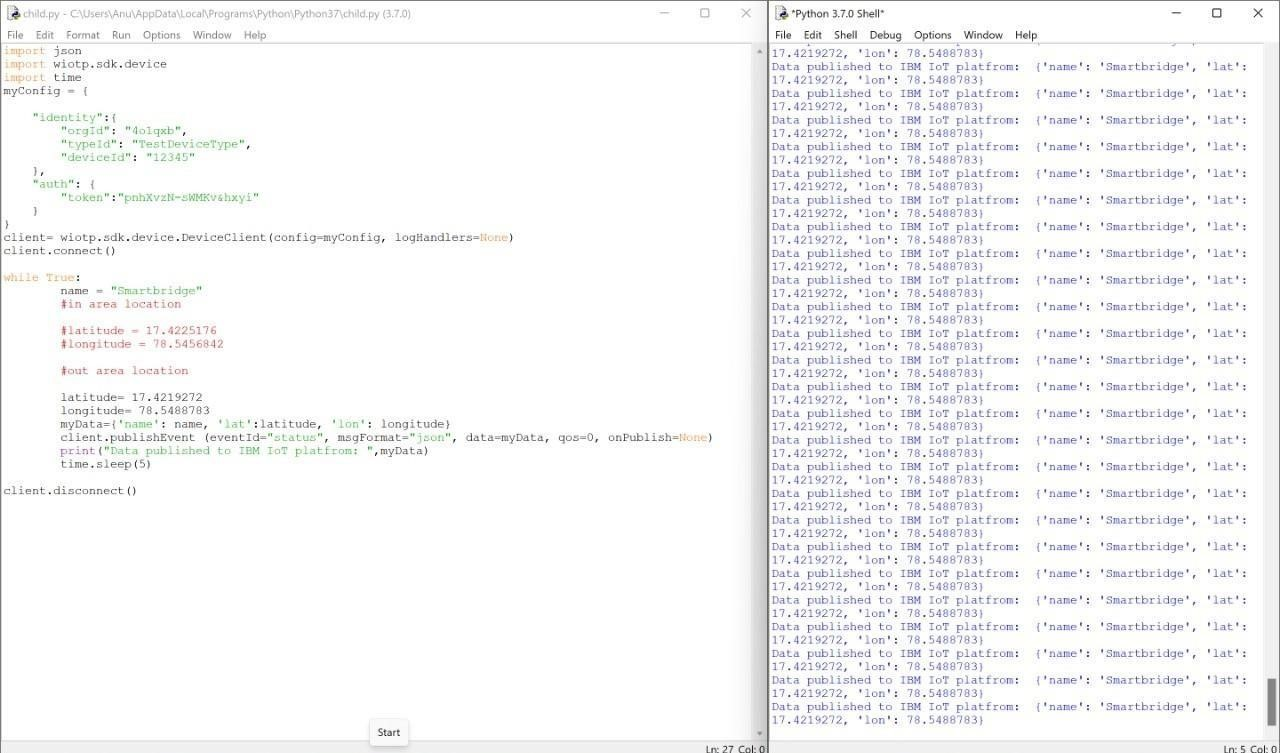 child.py - C:\Users\Anu\AppData\Local\Programs\Python\Python37\child.py (3.7.0)
File Edit Format Run Options Window Help
import json
import wiotp.sdk.device
import time
myConfig = {
"identity":{
"orgId": "4olqxb",
"typeId": "TestDeviceType",
"deviceId": "12345"
},
"auth": {
"token":"pnhXvzN-sWMKv&hxyi"
}
}
client= wiotp.sdk.device.DeviceClient(config=myConfig, logHandlers=None)
client.connect()
while True:
name = "Smartbridge"
#in area location
#latitude = 17.4225176
#longitude = 78.5456842
#out area location
latitude= 17.4219272
longitude= 78.5488783
myData={'name': name, 'lat':latitude, 'lon': longitude}
client.publishEvent (eventId="status", msgFormat="json", data=myData, qos=0, onPublish=None)
print("Data published to IBM IoT platfrom: ",myData)
time.sleep(5)
client.disconnect()
Start
Ln: 27 Col: 0
*Python 3.7.0 Shell*
File Edit Shell Debug Options Window Help
17.4219272, 'lon': 78.5488783}
Data published to IBM IoT platfrom:  {'name': 'Smartbridge', 'lat':
17.4219272, 'lon': 78.5488783}
Data published to IBM IoT platfrom:  {'name': 'Smartbridge', 'lat':
17.4219272, 'lon': 78.5488783}
Data published to IBM IoT platfrom:  {'name': 'Smartbridge', 'lat':
17.4219272, 'lon': 78.5488783}
Data published to IBM IoT platfrom:  {'name': 'Smartbridge', 'lat':
17.4219272, 'lon': 78.5488783}
Data published to IBM IoT platfrom:  {'name': 'Smartbridge', 'lat':
17.4219272, 'lon': 78.5488783}
Data published to IBM IoT platfrom:  {'name': 'Smartbridge', 'lat':
17.4219272, 'lon': 78.5488783}
Data published to IBM IoT platfrom:  {'name': 'Smartbridge', 'lat':
17.4219272, 'lon': 78.5488783}
Data published to IBM IoT platfrom:  {'name': 'Smartbridge', 'lat':
17.4219272, 'lon': 78.5488783}
Data published to IBM IoT platfrom:  {'name': 'Smartbridge', 'lat':
17.4219272, 'lon': 78.5488783}
Data published to IBM IoT platfrom:  {'name': 'Smartbridge', 'lat':
17.4219272, 'lon': 78.5488783}
Data published to IBM IoT platfrom:  {'name': 'Smartbridge', 'lat':
17.4219272, 'lon': 78.5488783}
Data published to IBM IoT platfrom:  {'name': 'Smartbridge', 'lat':
17.4219272, 'lon': 78.5488783}
Data published to IBM IoT platfrom:  {'name': 'Smartbridge', 'lat':
17.4219272, 'lon': 78.5488783}
Data published to IBM IoT platfrom:  {'name': 'Smartbridge', 'lat':
17.4219272, 'lon': 78.5488783}
Data published to IBM IoT platfrom:  {'name': 'Smartbridge', 'lat':
17.4219272, 'lon': 78.5488783}
Data published to IBM IoT platfrom:  {'name': 'Smartbridge', 'lat':
17.4219272, 'lon': 78.5488783}
Data published to IBM IoT platfrom:  {'name': 'Smartbridge', 'lat':
17.4219272, 'lon': 78.5488783}
Data published to IBM IoT platfrom:  {'name': 'Smartbridge', 'lat':
17.4219272, 'lon': 78.5488783}
Data published to IBM IoT platfrom:  {'name': 'Smartbridge', 'lat':
17.4219272, 'lon': 78.5488783}
Data published to IBM IoT platfrom:  {'name': 'Smartbridge', 'lat':
17.4219272, 'lon': 78.5488783}
Data published to IBM IoT platfrom:  {'name': 'Smartbridge', 'lat':
17.4219272, 'lon': 78.5488783}
Data published to IBM IoT platfrom:  {'name': 'Smartbridge', 'lat':
17.4219272, 'lon': 78.5488783}
Data published to IBM IoT platfrom:  {'name': 'Smartbridge', 'lat':
17.4219272, 'lon': 78.5488783}
Data published to IBM IoT platfrom:  {'name': 'Smartbridge', 'lat':
17.4219272, 'lon': 78.5488783}
Data published to IBM IoT platfrom:  {'name': 'Smartbridge', 'lat':
17.4219272, 'lon': 78.5488783}
Ln: 5 Col: 0